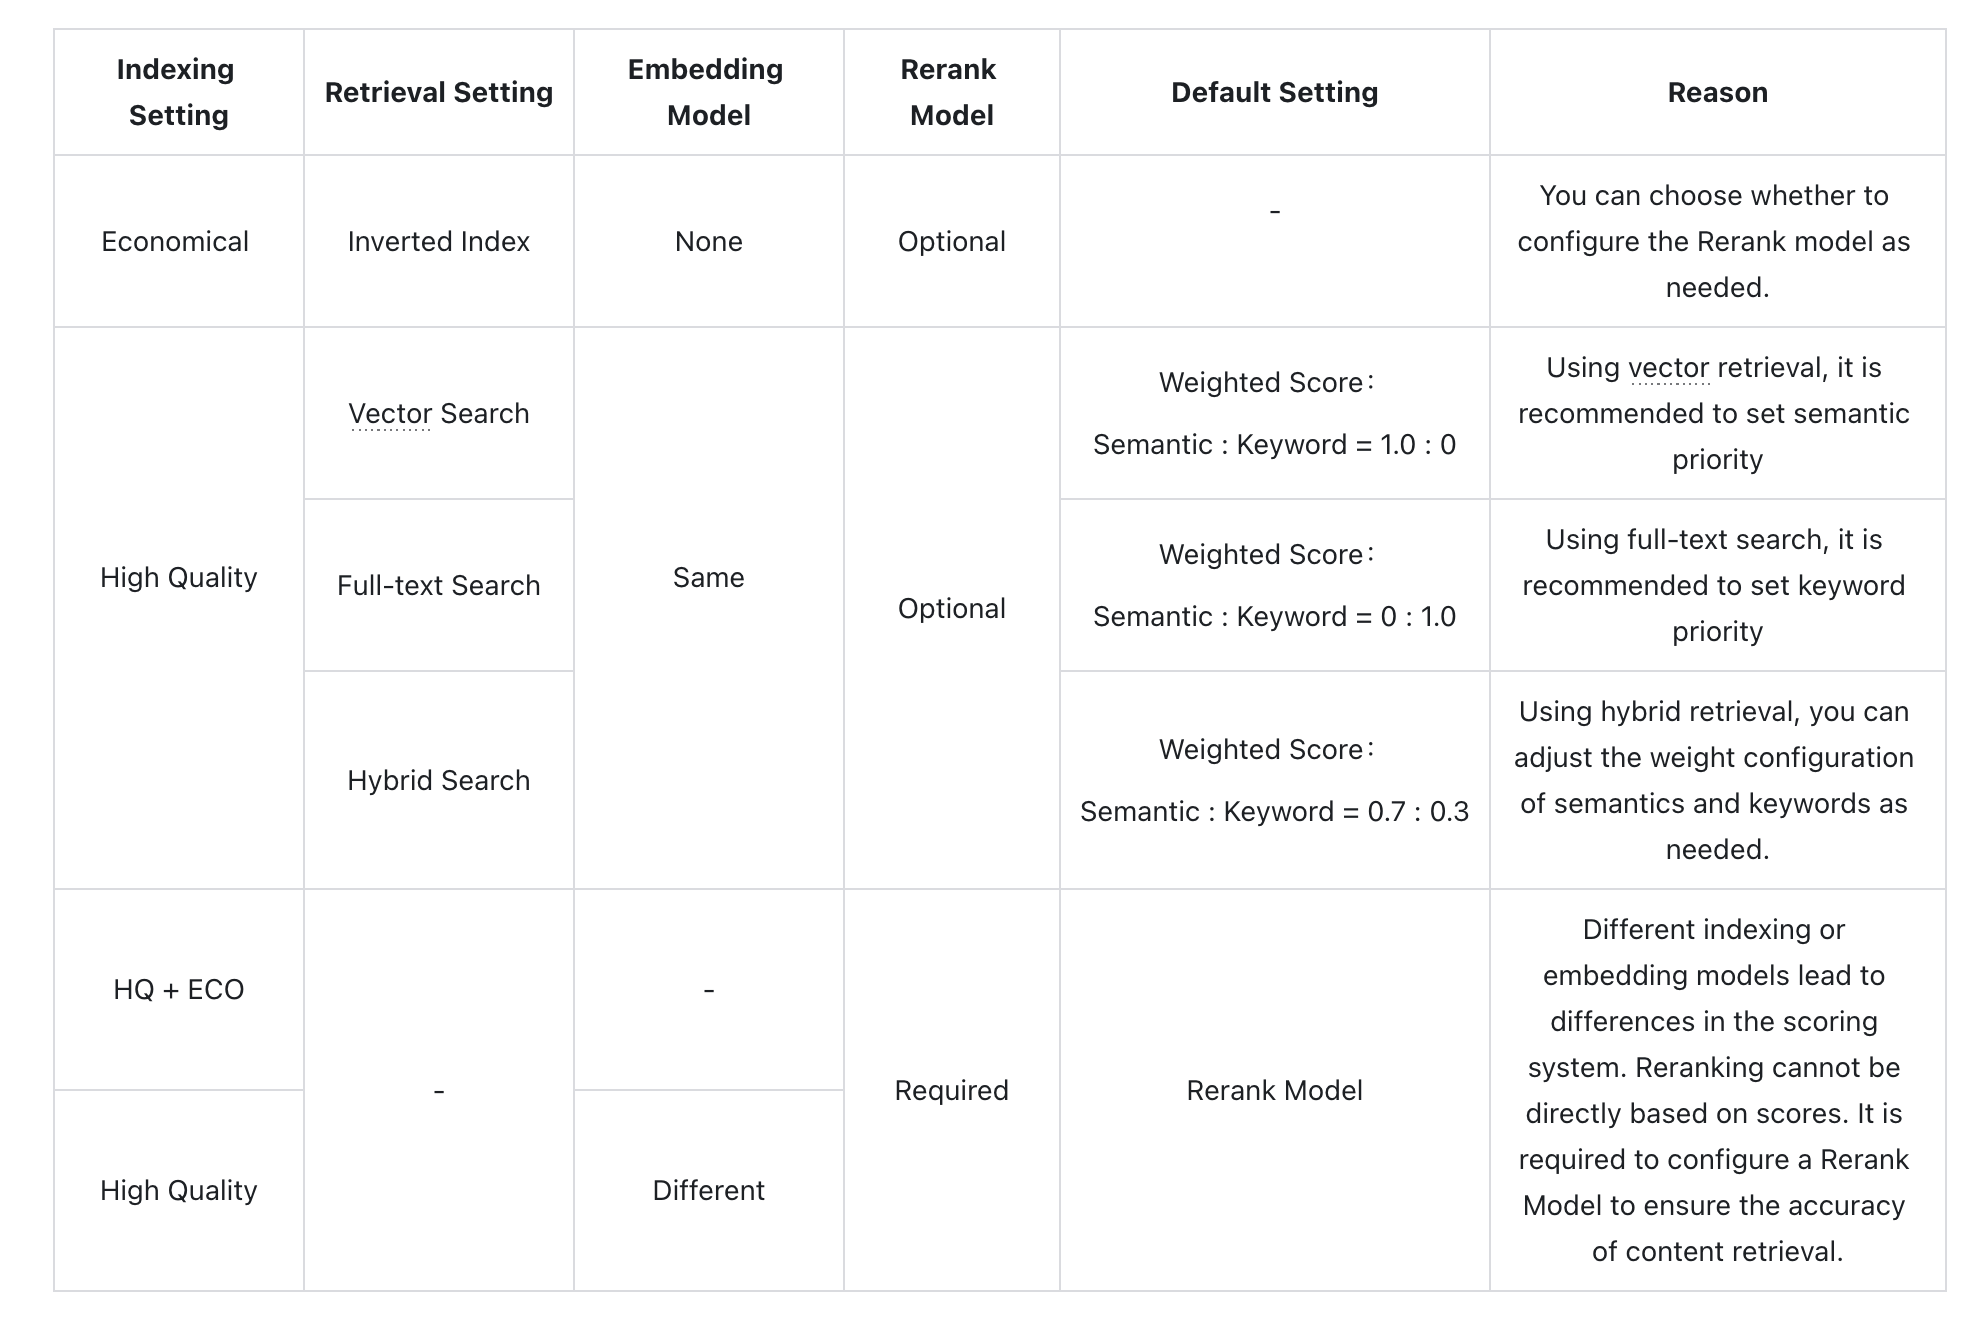 Indexing
Setting
Retrieval Setting
Embedding
Model
Rerank
Model
Default Setting
Reason
Economical
Inverted Index
None
Optional
-
You can choose whether to
configure the Rerank model as
needed.
High Quality
Vector Search
Same
Optional
Weighted Score：
Semantic : Keyword = 1.0 : 0
Using vector retrieval, it is
recommended to set semantic
priority
Full-text Search
Weighted Score：
Semantic : Keyword = 0 : 1.0
Using full-text search, it is
recommended to set keyword
priority
Hybrid Search
Weighted Score：
Semantic : Keyword = 0.7 : 0.3
Using hybrid retrieval, you can
adjust the weight configuration
of semantics and keywords as
needed.
HQ + ECO
-
-
Required
Rerank Model
Different indexing or
embedding models lead to
differences in the scoring
system. Reranking cannot be
directly based on scores. It is
required to configure a Rerank
Model to ensure the accuracy
of content retrieval.
High Quality
Different